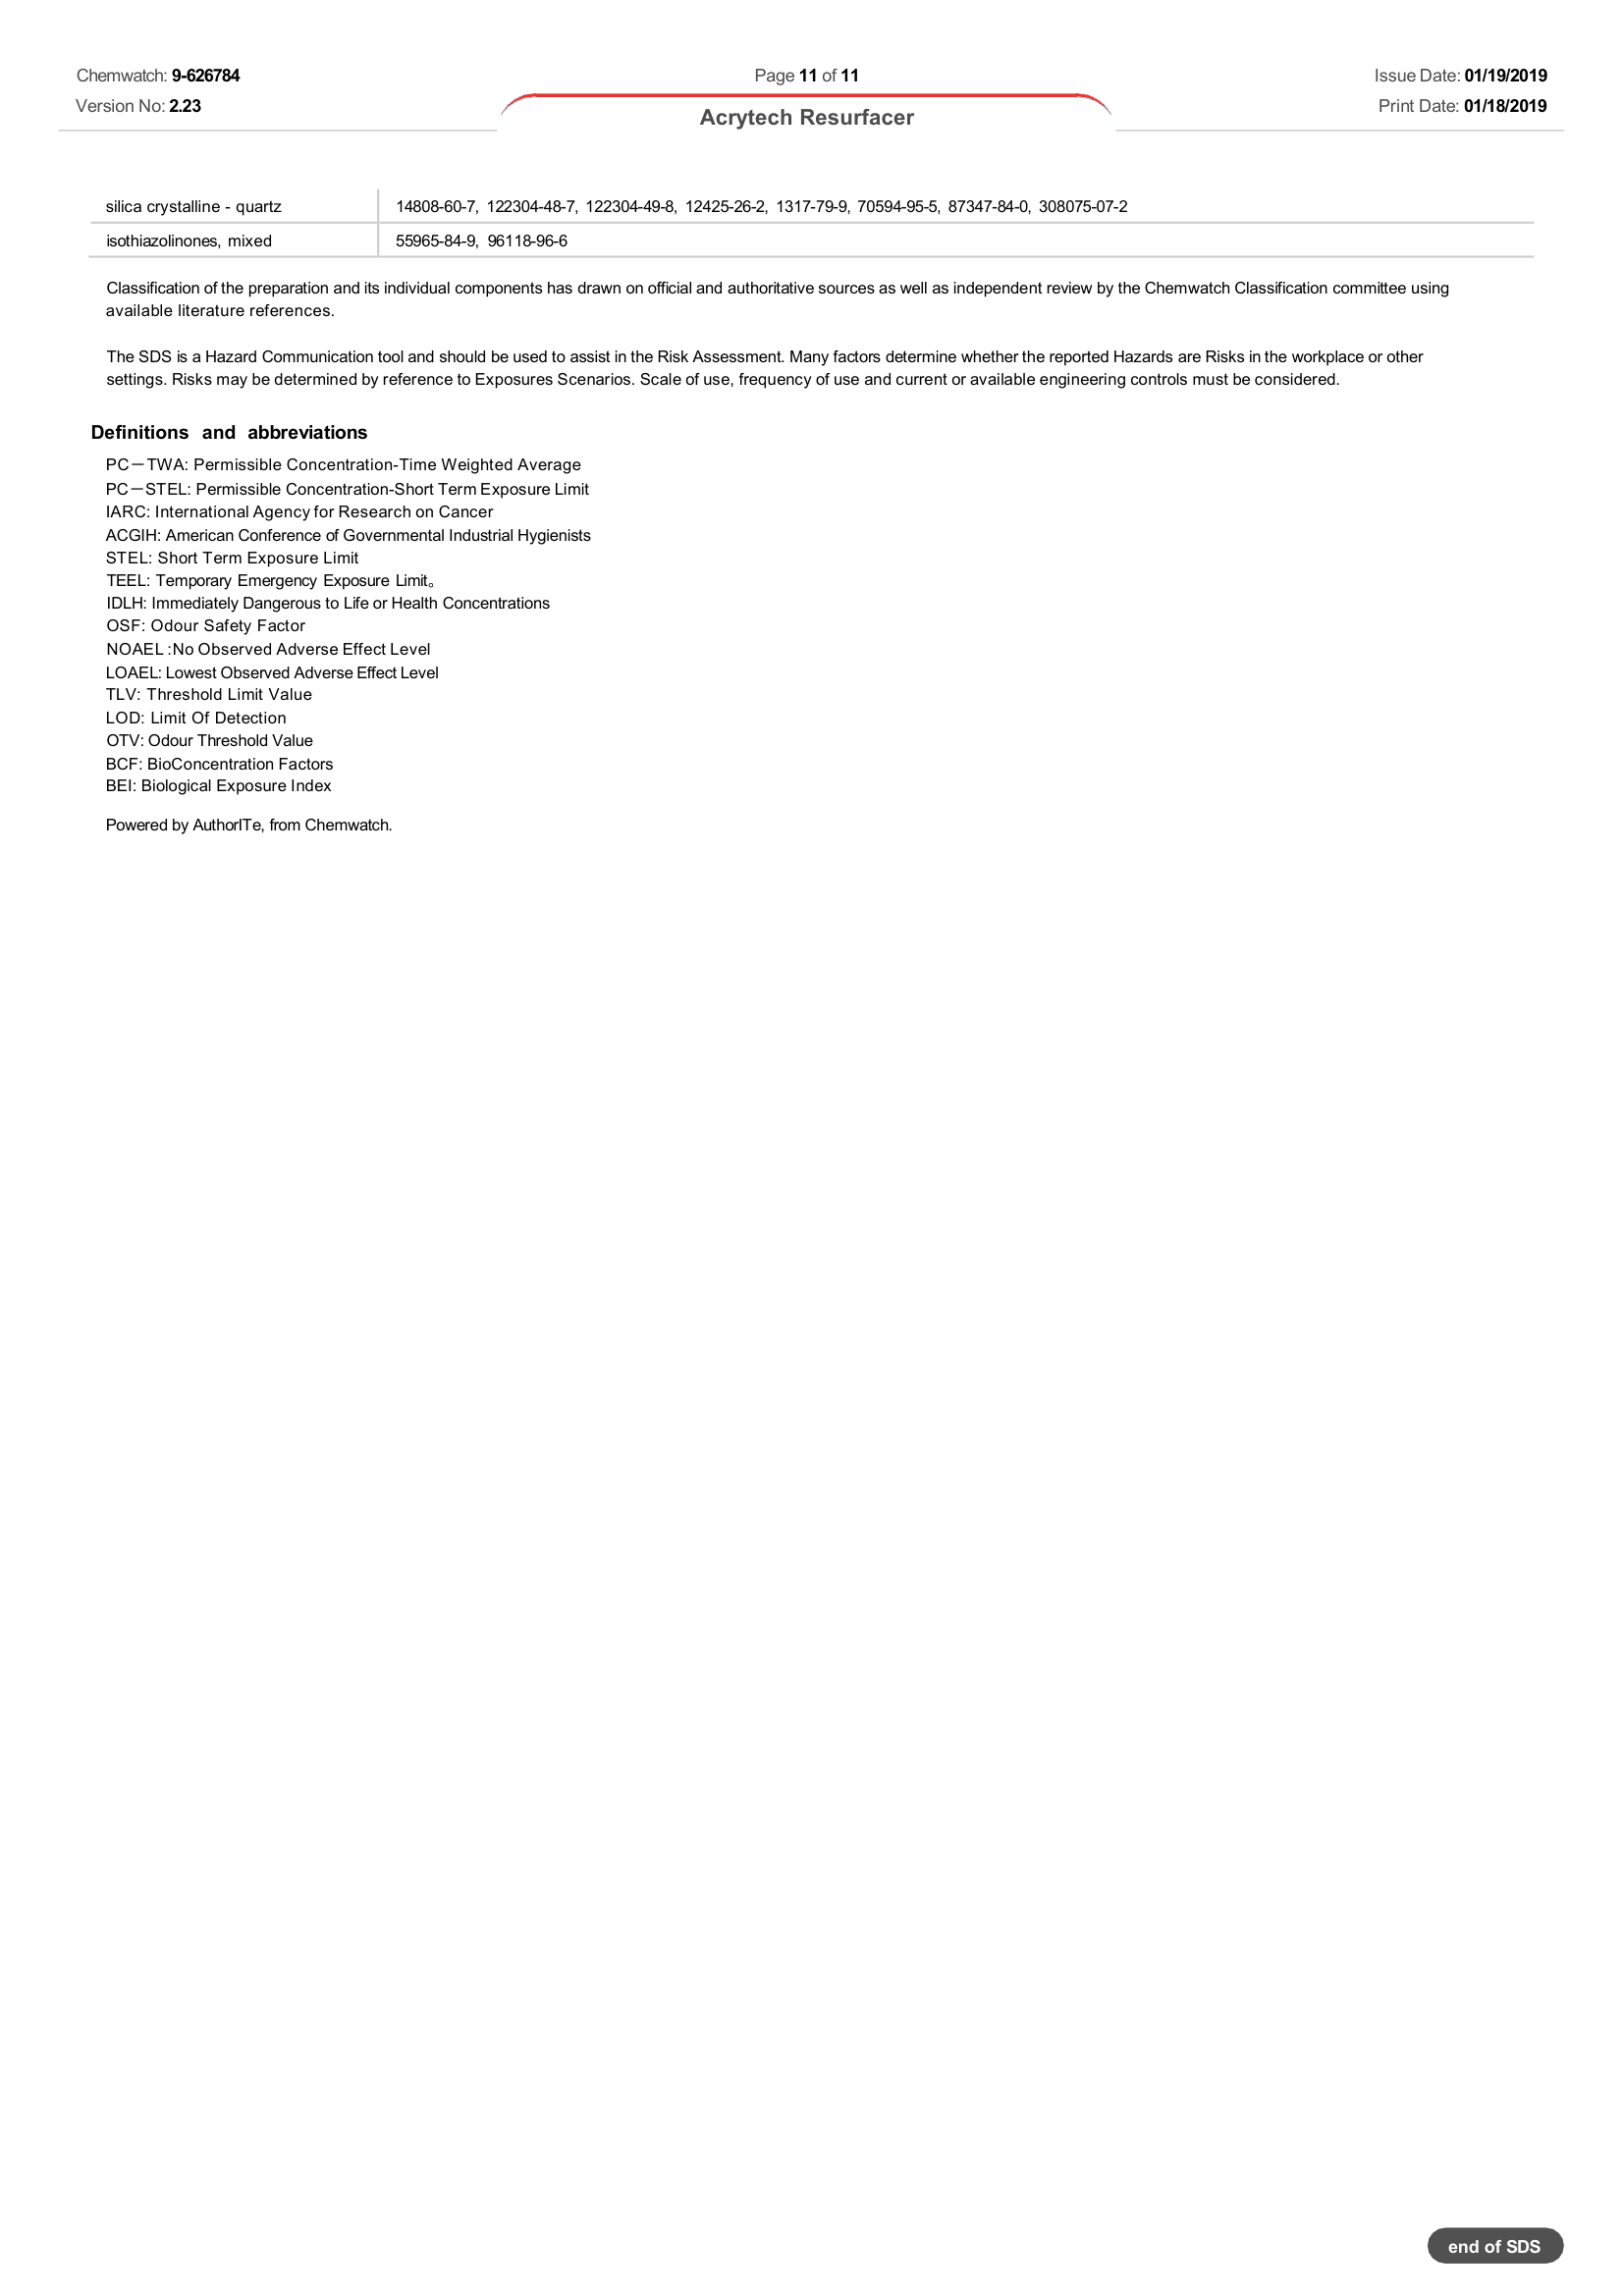 Chemwatch: 9-626784
Page 11 of 11
Issue Date: 01/19/2019
Version No: 2.23
Acrytech Resurfacer
Print Date: 01/18/2019
silica crystalline - quartz 14808-60-7, 122304-48-7, 122304-49-8, 12425-26-2, 1317-79-9, 70594-95-5, 87347-84-0, 308075-07-2
isothiazolinones, mixed 55965-84-9, 96118-96-6
Classification of the preparation and its individual components has drawn on official and authoritative sources as well as independent review by the Chemwatch Classification committee using
available literature references.
The SDS is a Hazard Communication tool and should be used to assist in the Risk Assessment. Many factors determine whether the reported Hazards are Risks in the workplace or other
settings. Risks may be determined by reference to Exposures Scenarios. Scale of use, frequency of use and current or available engineering controls must be considered.
Definitions and abbreviations
PC－TWA: Permissible Concentration-Time Weighted Average
PC－STEL: Permissible Concentration-Short Term Exposure Limit
IARC: International Agency for Research on Cancer
ACGIH: American Conference of Governmental Industrial Hygienists
STEL: Short Term Exposure Limit
TEEL: Temporary Emergency Exposure Limit。
IDLH: Immediately Dangerous to Life or Health Concentrations
OSF: Odour Safety Factor
NOAEL :No Observed Adverse Effect Level
LOAEL: Lowest Observed Adverse Effect Level
TLV: Threshold Limit Value
LOD: Limit Of Detection
OTV: Odour Threshold Value
BCF: BioConcentration Factors
BEI: Biological Exposure Index
Powered by AuthorITe, from Chemwatch.
end of SDS